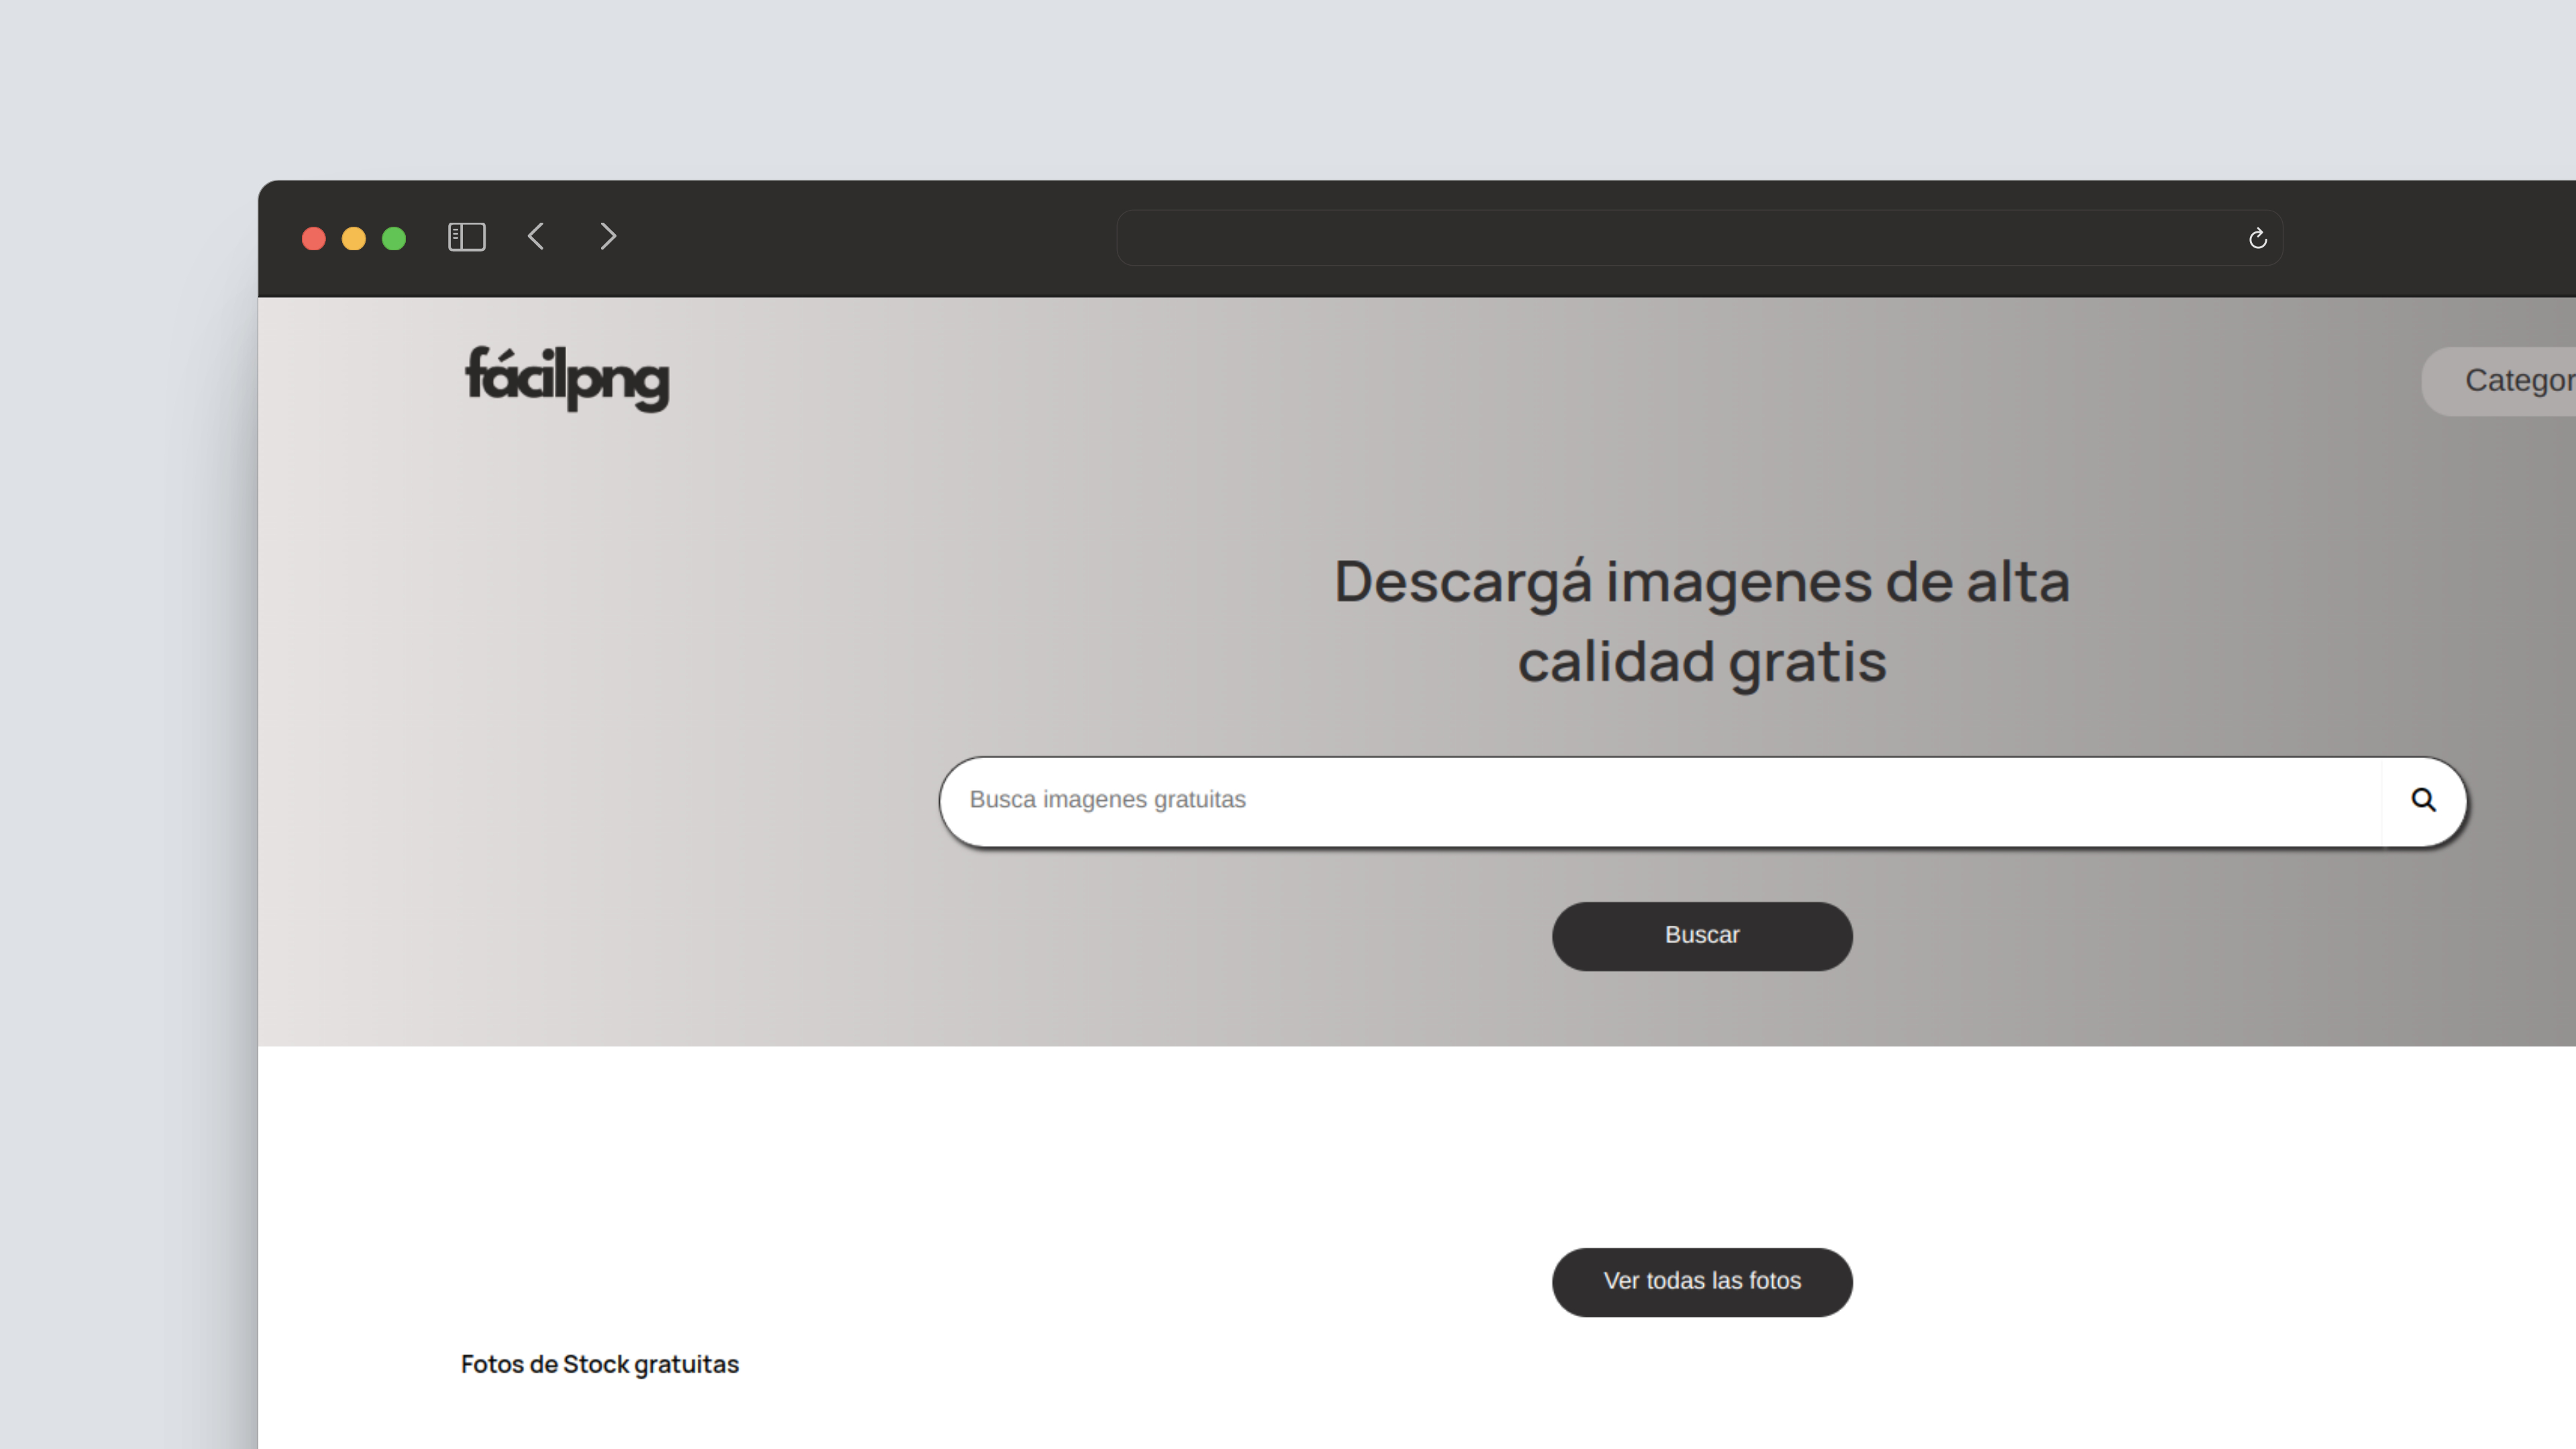 fácilpng
Categor
Descargá imagenes de alta
calidad gratis
Busca imagenes gratuitas
Buscar
Ver todas las fotos
Fotos de Stock gratuitas